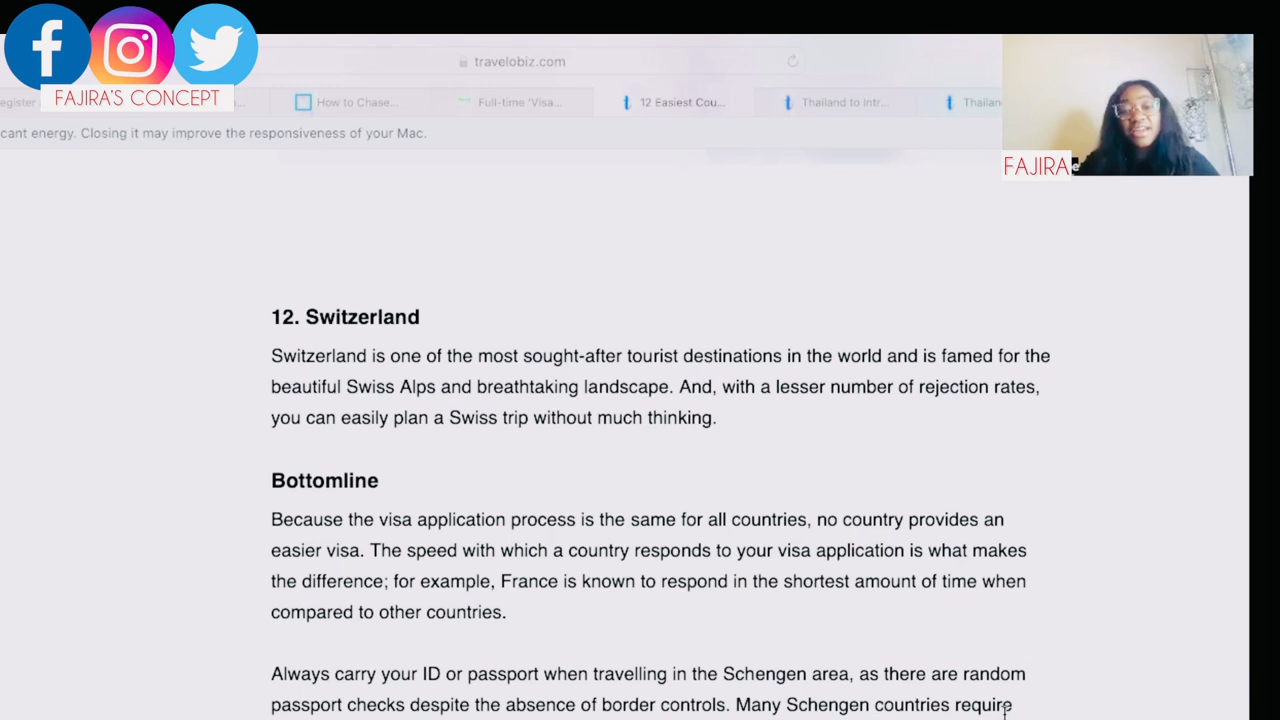 FAJIRA'S CONCEPT
travelobiz.com
egister
How to Chase...
Full-time 'Visa...
12 Easiest Cou...
Thailand to Intr...
Thailan
cant energy. Closing it may improve the responsiveness of your Mac.
FAJIRA
12. Switzerland
Switzerland is one of the most sought-after tourist destinations in the world and is famed for the
beautiful Swiss Alps and breathtaking landscape. And, with a lesser number of rejection rates,
you can easily plan a Swiss trip without much thinking.
Bottomline
Because the visa application process is the same for all countries, no country provides an
easier visa. The speed with which a country responds to your visa application is what makes
the difference; for example, France is known to respond in the shortest amount of time when
compared to other countries.
Always carry your ID or passport when travelling in the Schengen area, as there are random
passport checks despite the absence of border controls. Many Schengen countries require